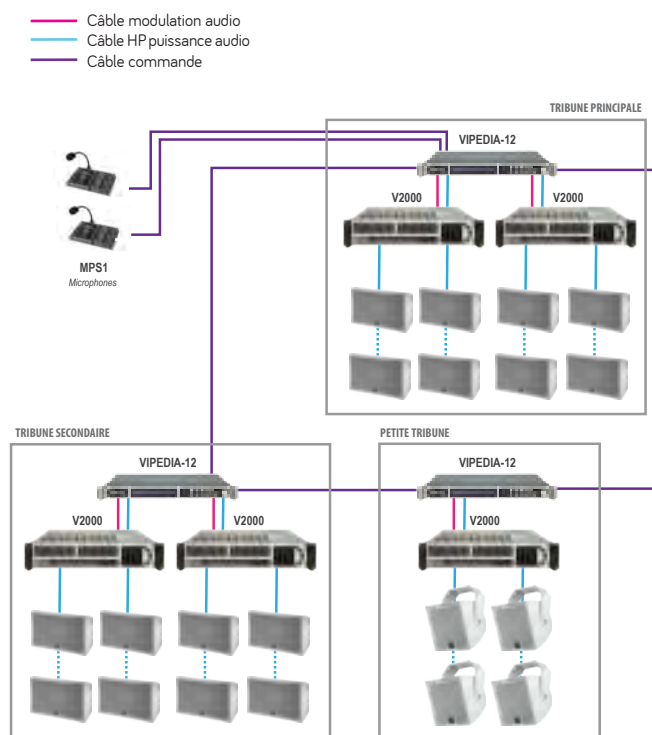 Câble modulation audio
Câble HP puissance audio
Câble commande
TRIBUNE PRINCIPALE
VIPEDIA-12
V2000
V2000
MPS1
Microphones
TRIBUNE SECONDAIRE
VIPEDIA-12
V2000
V2000
PETITE TRIBUNE
VIPEDIA-12
V2000